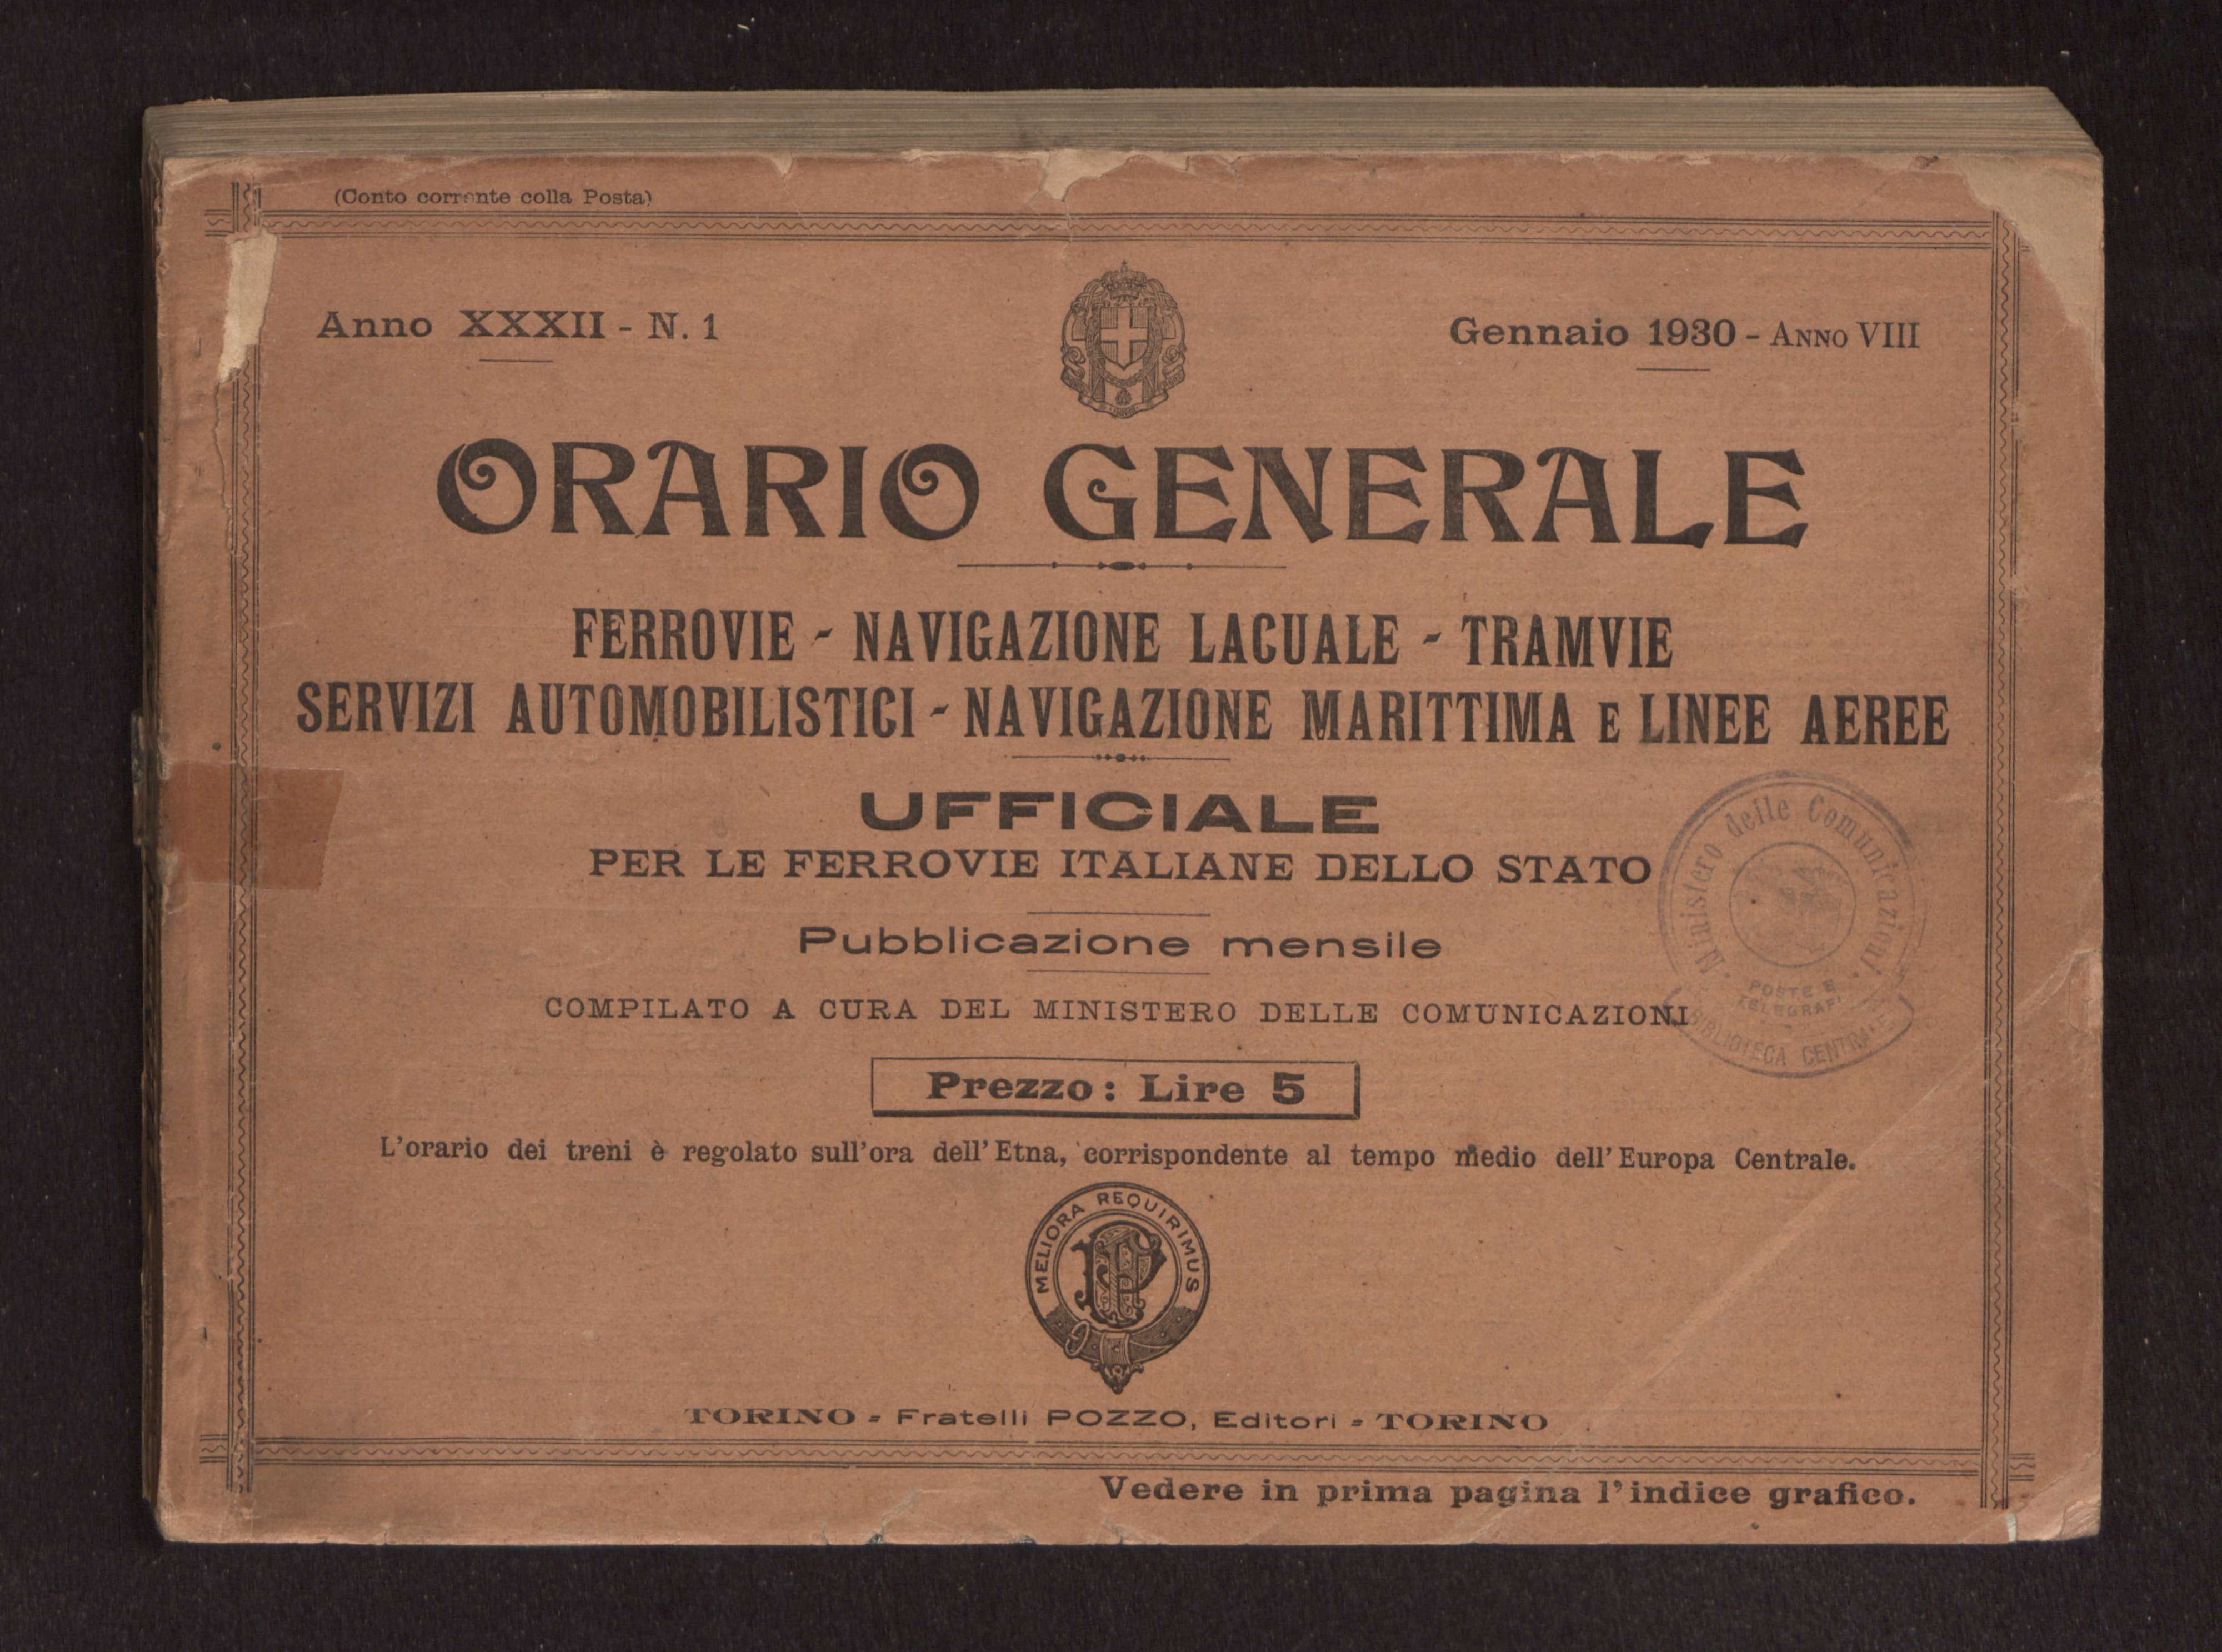 (Conto corrente colla Posta)
Anno XXXII - N. 1
Gennaio 1930 - ANNO VIII
ORARIO GENERALE
FERROVIE - NAVIGAZIONE LACUALE - TRAMVIE
SERVIZI AUTOMOBILISTICI - NAVIGAZIONE MARITTIMA E LINEE AEREE
UFFICIALE
PER LE FERROVIE ITALIANE DELLO STATO
Pubblicazione mensile
COMPILATO A CURA DEL MINISTERO DELLE COMUNICAZIONI
Ministero delle Comunicazioni
POSTE E
TELEGRAFI
BIBLIOTECA CENTRALE
Prezzo: Lire 5
L'orario dei treni è regolato sull'ora dell'Etna, corrispondente al tempo medio dell'Europa Centrale.
MELIORA REQUIRIMUS
TORINO - Fratelli POZZO, Editori - TORINO
Vedere in prima pagina l'indice grafico.